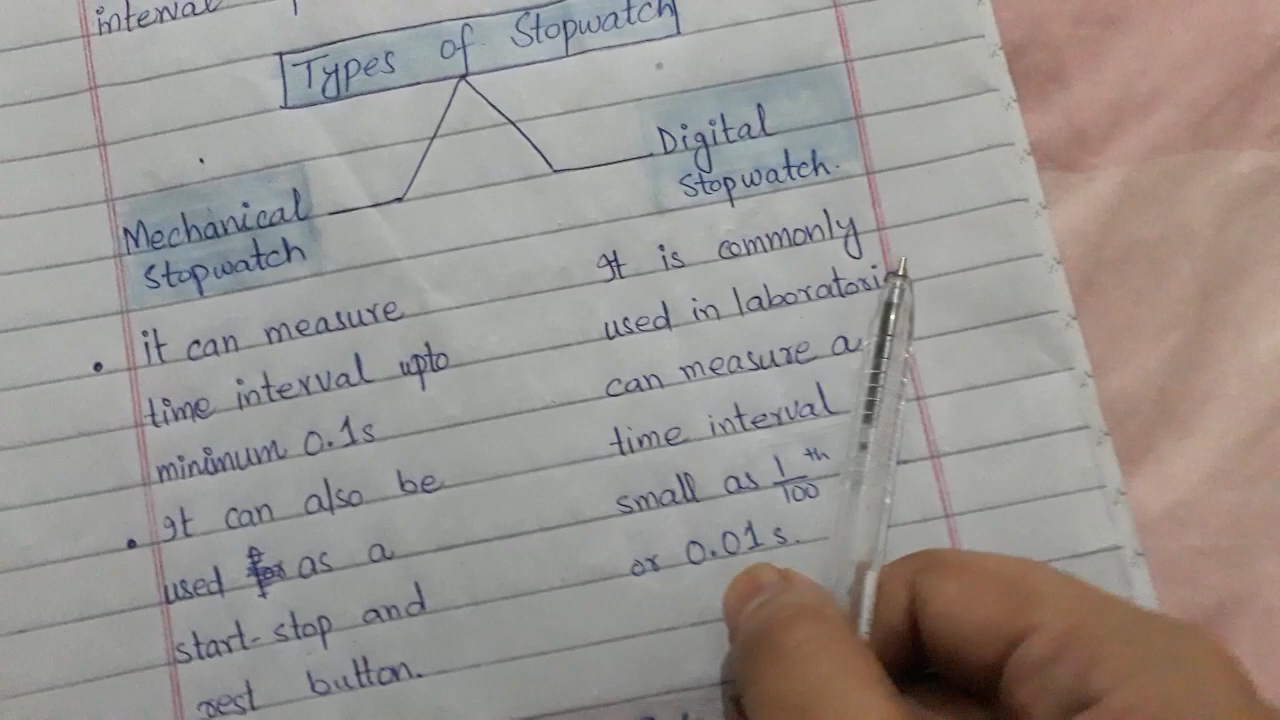 interval
Types of Stopwatch
Mechanical
Stopwatch
• it can measure
time interval upto
minimum 0.1s
• It can also be
used as a
start-stop and
rest button.
Digital
Stopwatch.
It is commonly
used in
can measure a
time interval
small as 1/100 th
or 0.01s.